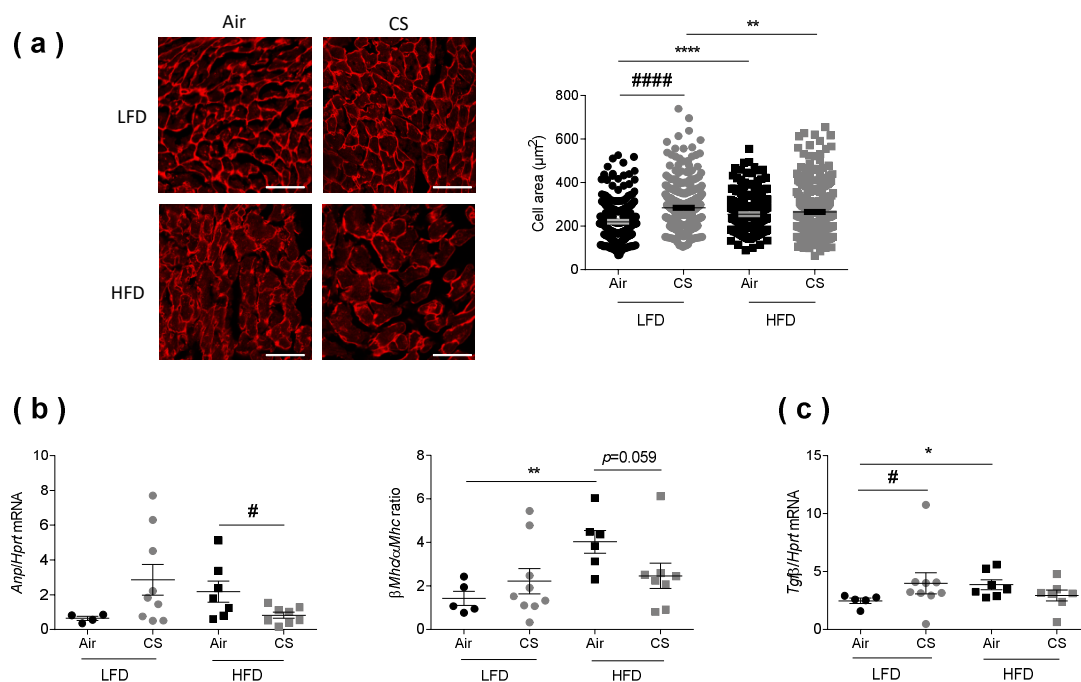 ( a )
Air
CS
LFD
HFD
**
****
####
800
600
400
200
0
Cell area (µm2)
Air
CS
Air
CS
LFD
HFD
( b )
10
8
6
4
2
0
Anp/Hprt mRNA
#
Air
CS
Air
CS
LFD
HFD
8
6
4
2
0
βMhc/αMhc ratio
**
p=0.059
Air
CS
Air
CS
LFD
HFD
( c )
15
10
5
0
Tgfβ/Hprt mRNA
*
#
Air
CS
Air
CS
LFD
HFD